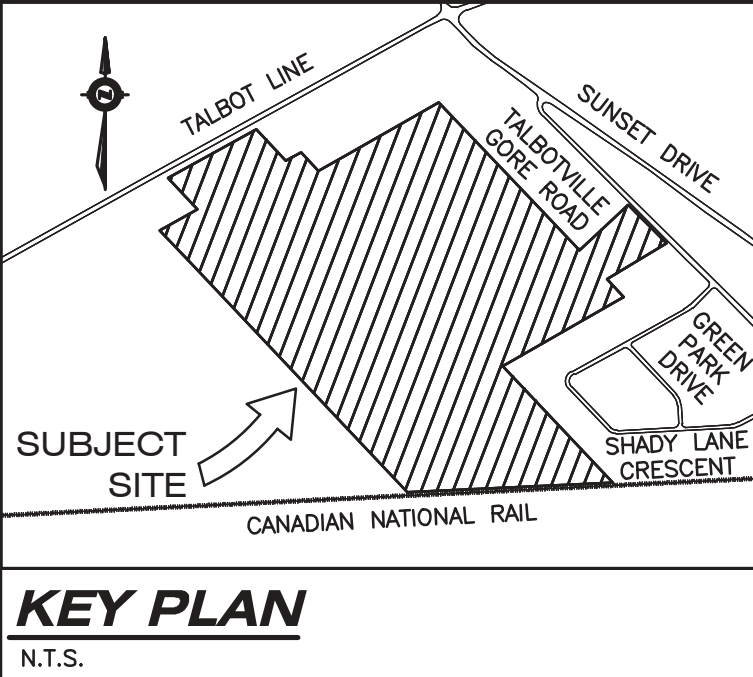 TALBOT LINE
SUNSET DRIVE
TALBOTVILLE
GORE ROAD
GREEN
PARK
DRIVE
SUBJECT
SITE
SHADY LANE
CRESCENT
CANADIAN NATIONAL RAIL
KEY PLAN
N.T.S.